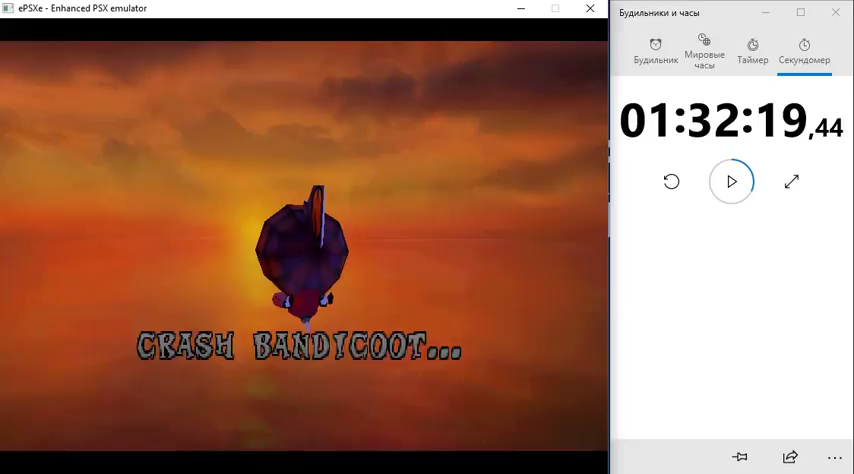 ePSXe - Enhanced PSX emulator
CRASH BANDICOOT...
Будильники и часы
Будильник
Мировые
часы
Таймер
Секундомер
01:32:19,44